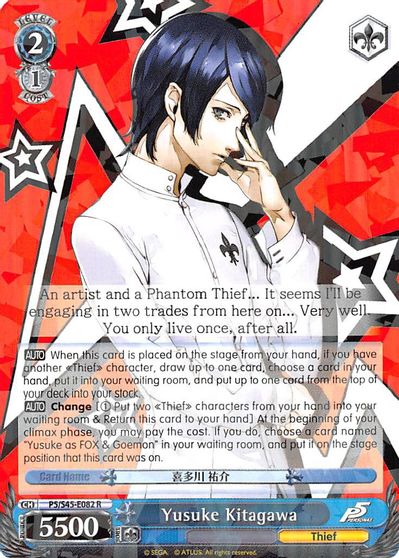 LEVEL
2
1
COST
An artist and a Phantom Thief... It seems I'll be
engaging in two trades from here on... Very well.
You only live once, after all.
AUTO When this card is placed on the stage from your hand, if you have
another «Thief» character, draw up to one card, choose a card in your
hand, put it into your waiting room, and put up to one card from the top of
your deck into your stock.
AUTO Change [① Put two «Thief» characters from your hand into your
waiting room & Return this card to your hand] At the beginning of your
climax phase, you may pay the cost. If you do, choose a card named
"Yusuke as FOX & Goemon" in your waiting room, and put it on the stage
position that this card was on.
Card Name 喜多川 祐介
CH P5/S45-E082 R
5500
Yusuke Kitagawa
P5 PERSONA5
Thief
© SEGA. © ATLUS. All rights reserved.